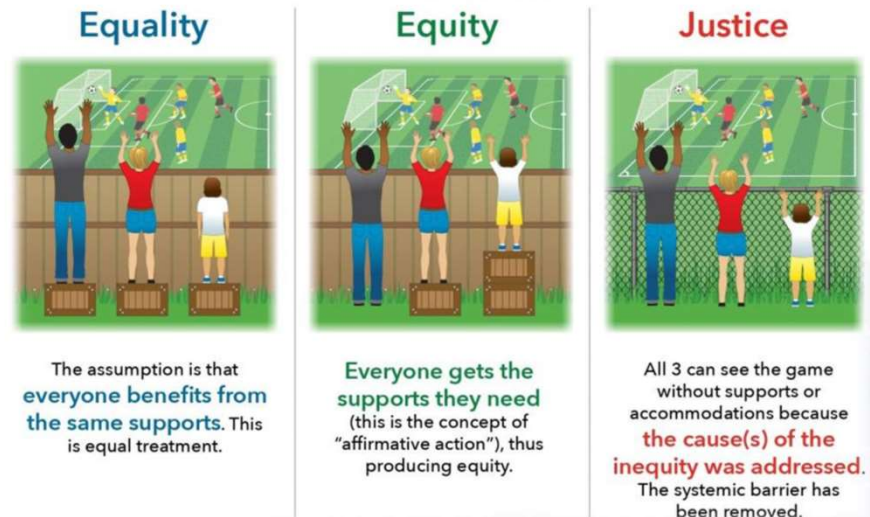 Equality
The assumption is that
everyone benefits from
the same supports. This
is equal treatment.
Equity
Everyone gets the
supports they need
(this is the concept of
“affirmative action”), thus
producing equity.
Justice
All 3 can see the game
without supports or
accommodations because
the cause(s) of the
inequity was addressed.
The systemic barrier has
been removed.